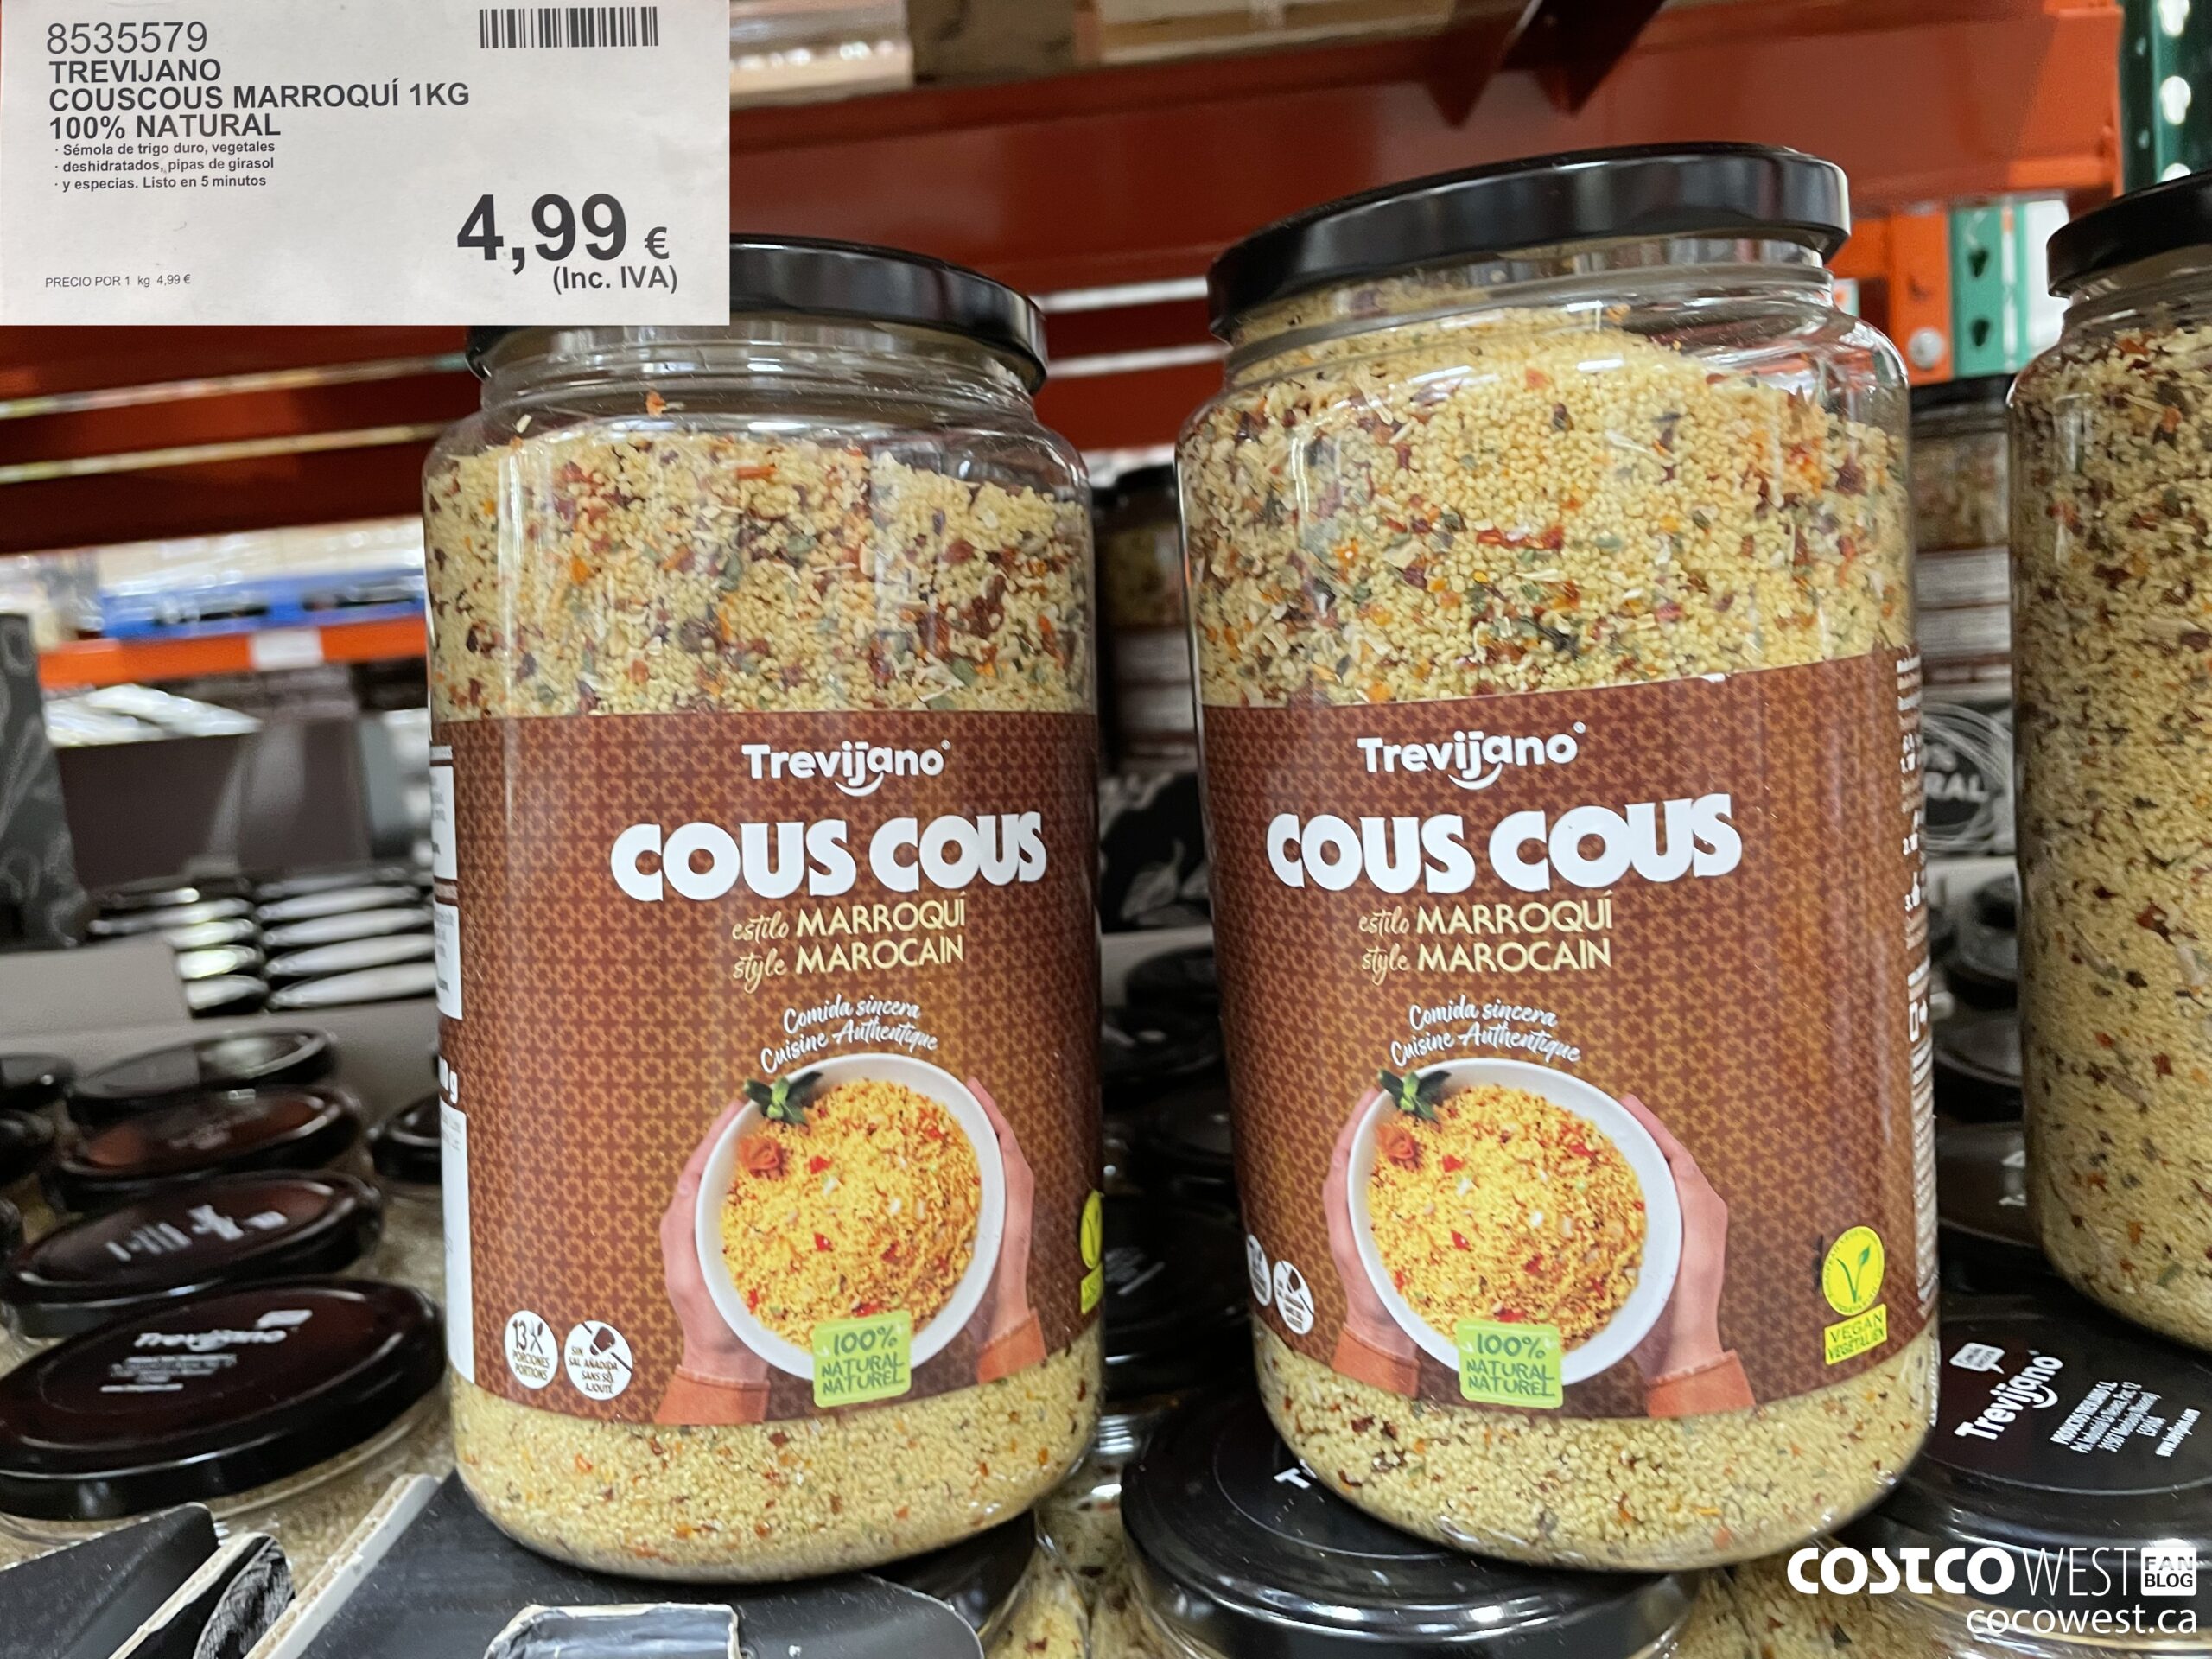 8535579
TREVIJANO
COUSCOUS MARROQUÍ 1KG
100% NATURAL
· Sémola de trigo duro, vegetales
· deshidratados, pipas de girasol
· y especias. Listo en 5 minutos
4,99 €
(Inc. IVA)
PRECIO POR 1 kg 4,99 €
Trevijano
COUS COUS
estilo MARROQUÍ
style MAROCAIN
Comida sincera
Cuisine Authentique
13
PORCIONES
PORTIONS
SIN
SAL AÑADIDA
SANS SEL
AJOUTÉ
100%
NATURAL
NATUREL
Trevijano
COUS COUS
estilo MARROQUÍ
style MAROCAIN
Comida sincera
Cuisine Authentique
100%
NATURAL
NATUREL
VEGAN
VÉGÉTALIEN
Trevijano
Trevijano
COSTCO WEST FAN BLOG
cocowest.ca